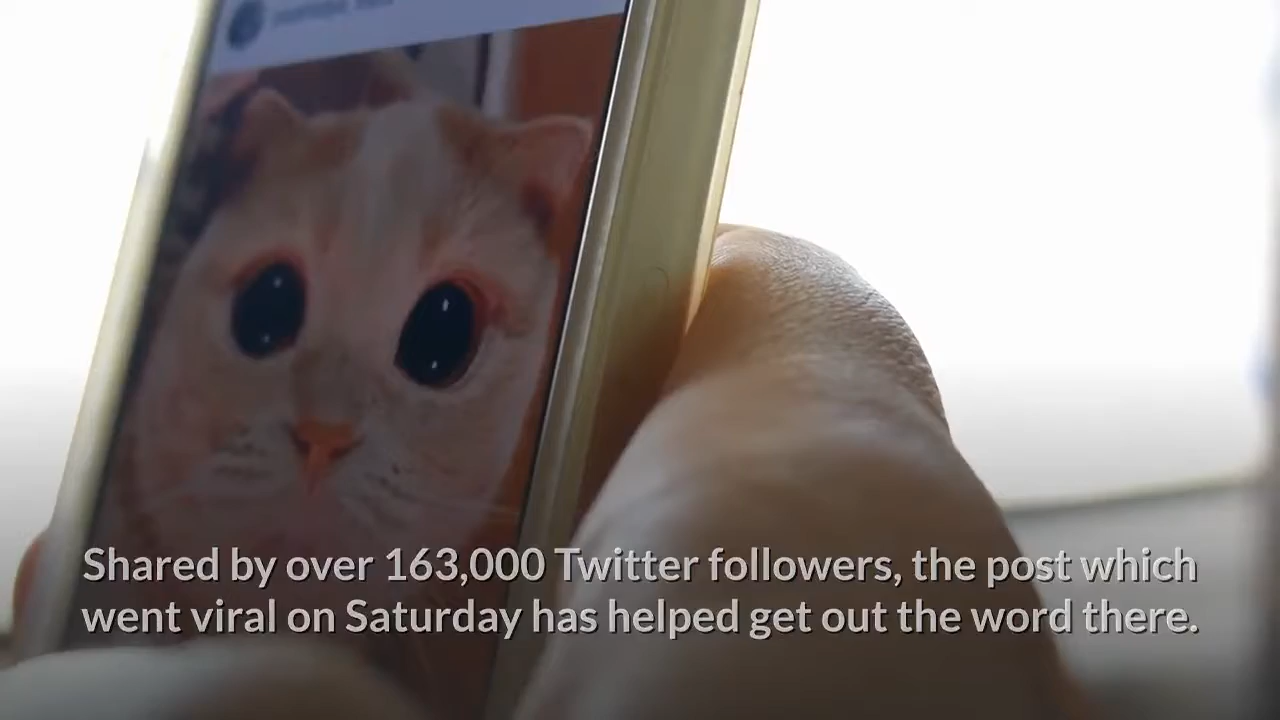 Shared by over 163,000 Twitter followers, the post which
went viral on Saturday has helped get out the word there.